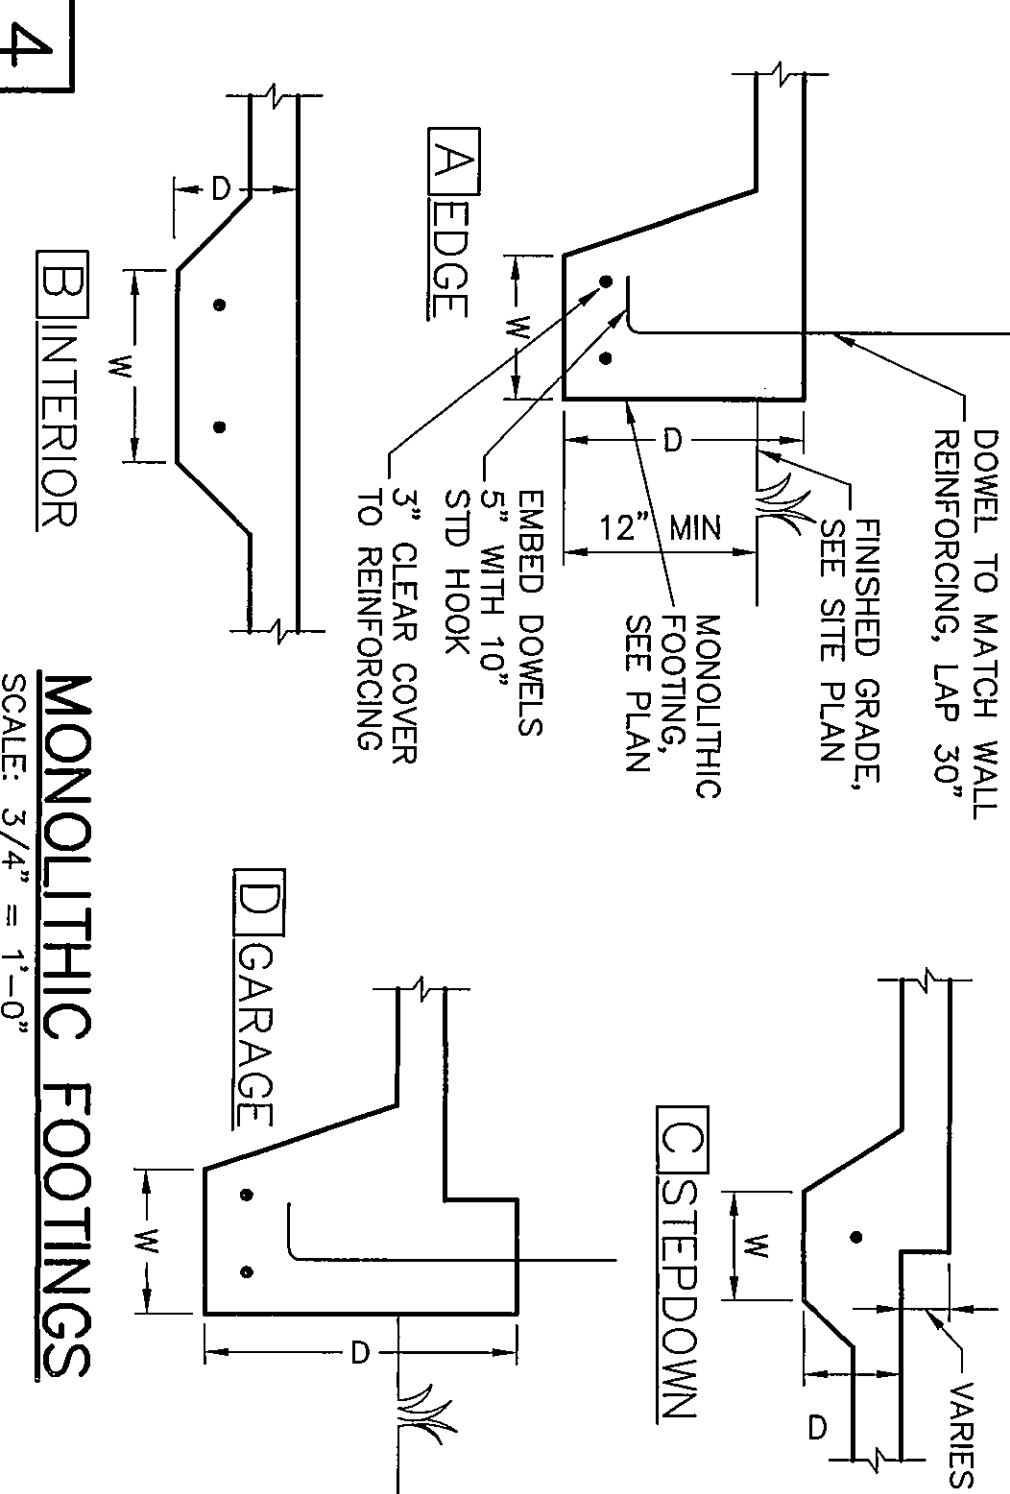 DOWEL TO MATCH WALL
REINFORCING, LAP 30"
FINISHED GRADE,
SEE SITE PLAN
D
12" MIN
MONOLITHIC
FOOTING,
SEE PLAN
W
EMBED DOWELS
5" WITH 10"
STD HOOK
3" CLEAR COVER
TO REINFORCING
A EDGE
D
W
B INTERIOR
VARIES
D
W
C STEPDOWN
D
W
D GARAGE
4
MONOLITHIC FOOTINGS
SCALE: 3/4" = 1'-0"